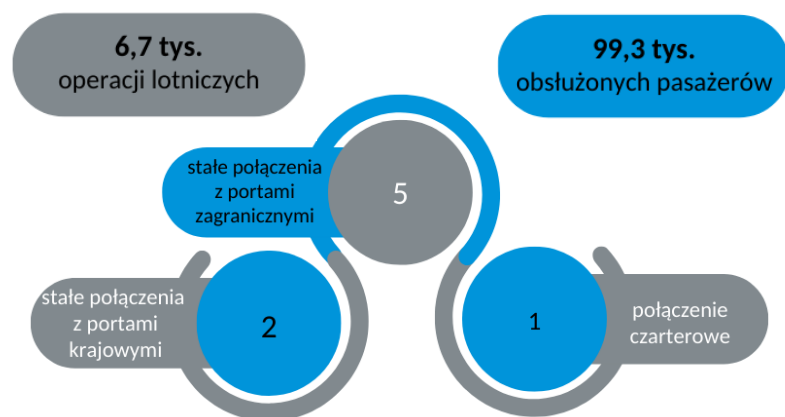 6,7 tys.
operacji lotniczych
99,3 tys.
obsłużonych pasażerów
stałe połączenia
z portami
zagranicznymi
5
stałe połączenia
z portami
krajowymi
2
1
połączenie
czarterowe